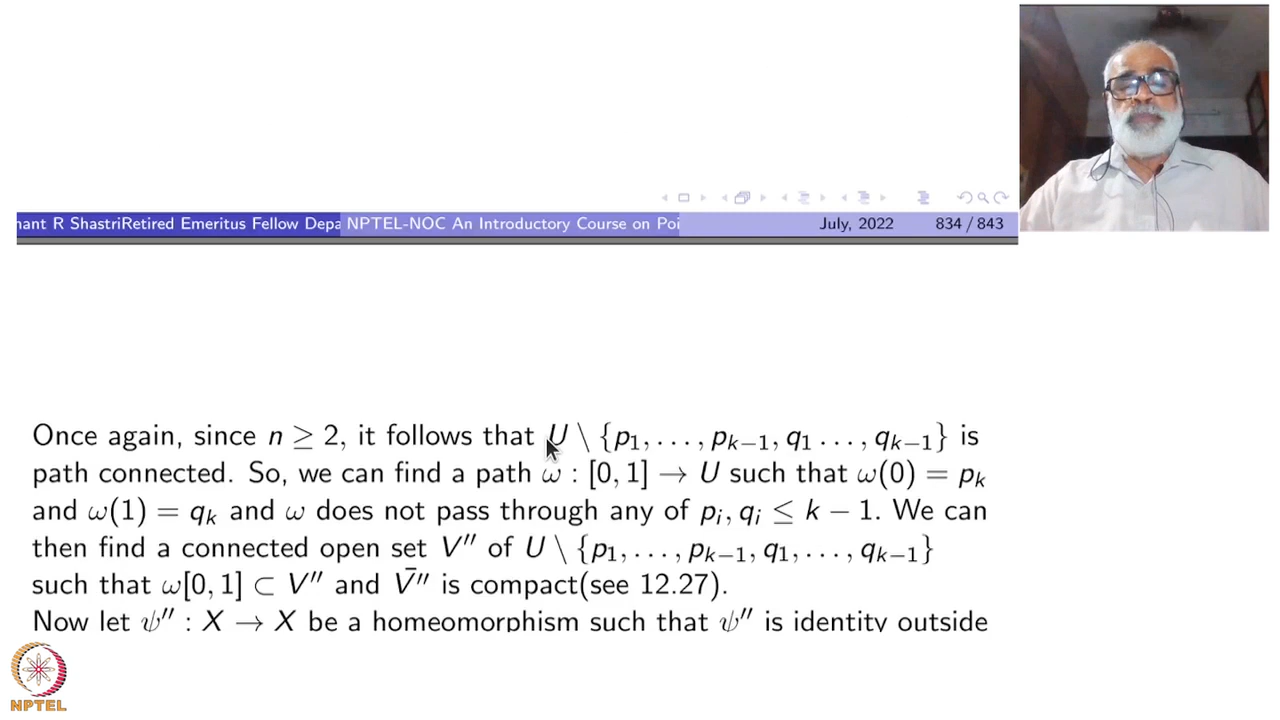 nant R ShastriRetired Emeritus Fellow Depa NPTEL-NOC An Introductory Course on Poi July, 2022 834 / 843
Once again, since n ≥ 2, it follows that U \ {p₁, . . . , pₖ₋₁, q₁ . . . , qₖ₋₁} is
path connected. So, we can find a path ω : [0, 1] → U such that ω(0) = pₖ
and ω(1) = qₖ and ω does not pass through any of pᵢ, qᵢ ≤ k − 1. We can
then find a connected open set V′′ of U \ {p₁, . . . , pₖ₋₁, q₁, . . . , qₖ₋₁}
such that ω[0, 1] ⊂ V′′ and V̄′′ is compact(see 12.27).
Now let ψ′′ : X → X be a homeomorphism such that ψ′′ is identity outside
NPTEL